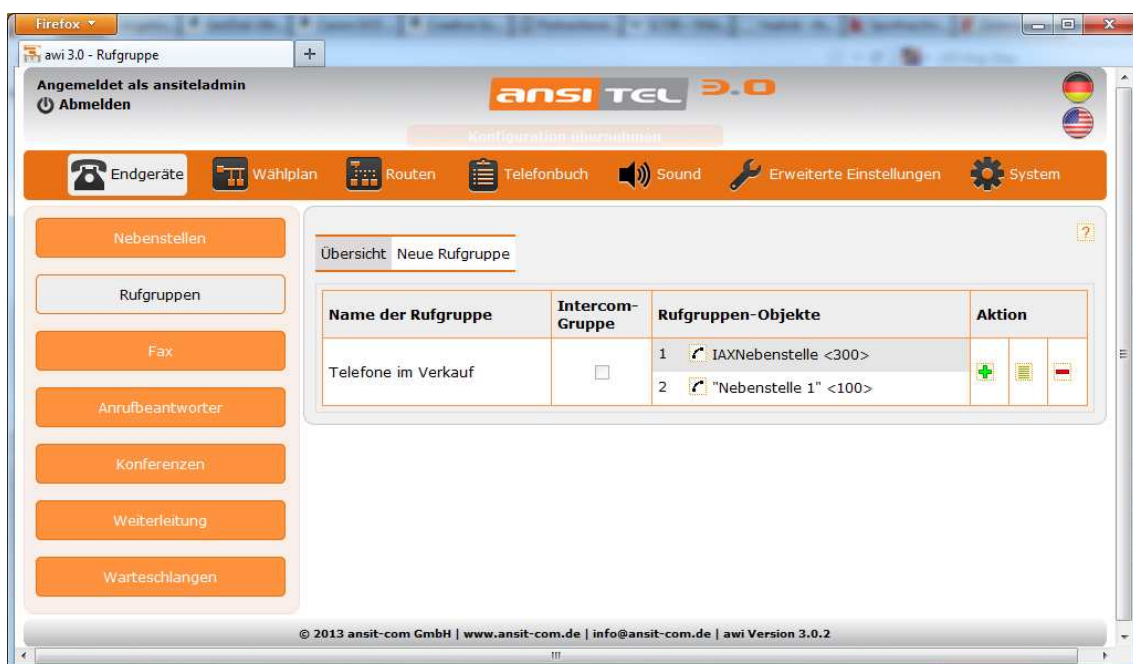 Firefox
awi 3.0 - Rufgruppe
+
Angemeldet als ansiteladmin
Abmelden
ansi TEL 3.0
Konfiguration übernehmen
Endgeräte Wählplan Routen Telefonbuch Sound Erweiterte Einstellungen System
Nebenstellen
Rufgruppen
Fax
Anrufbeantworter
Konferenzen
Weiterleitung
Warteschlangen
?
Übersicht Neue Rufgruppe
Name der Rufgruppe Intercom-Gruppe Rufgruppen-Objekte Aktion
Telefone im Verkauf
1 IAXNebenstelle <300>
2 "Nebenstelle 1" <100>
© 2013 ansit-com GmbH | www.ansit-com.de | info@ansit-com.de | awi Version 3.0.2